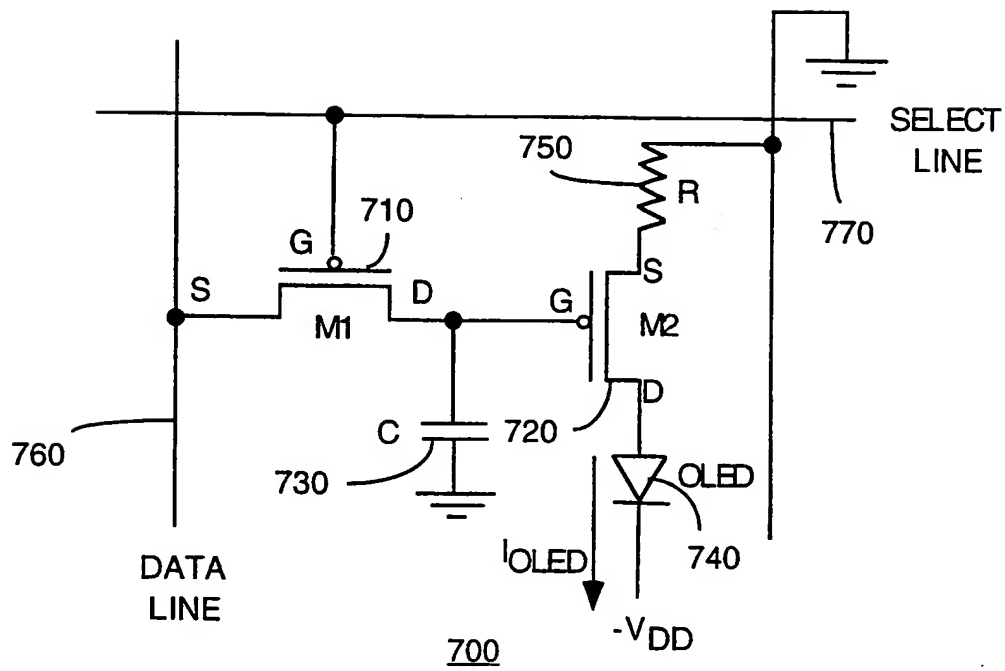 SELECT
LINE
750
R
770
710
G
S
D
M1
S
G
M2
D
720
C
730
760
OLED
740
IOLED
DATA
LINE
-VDD
700